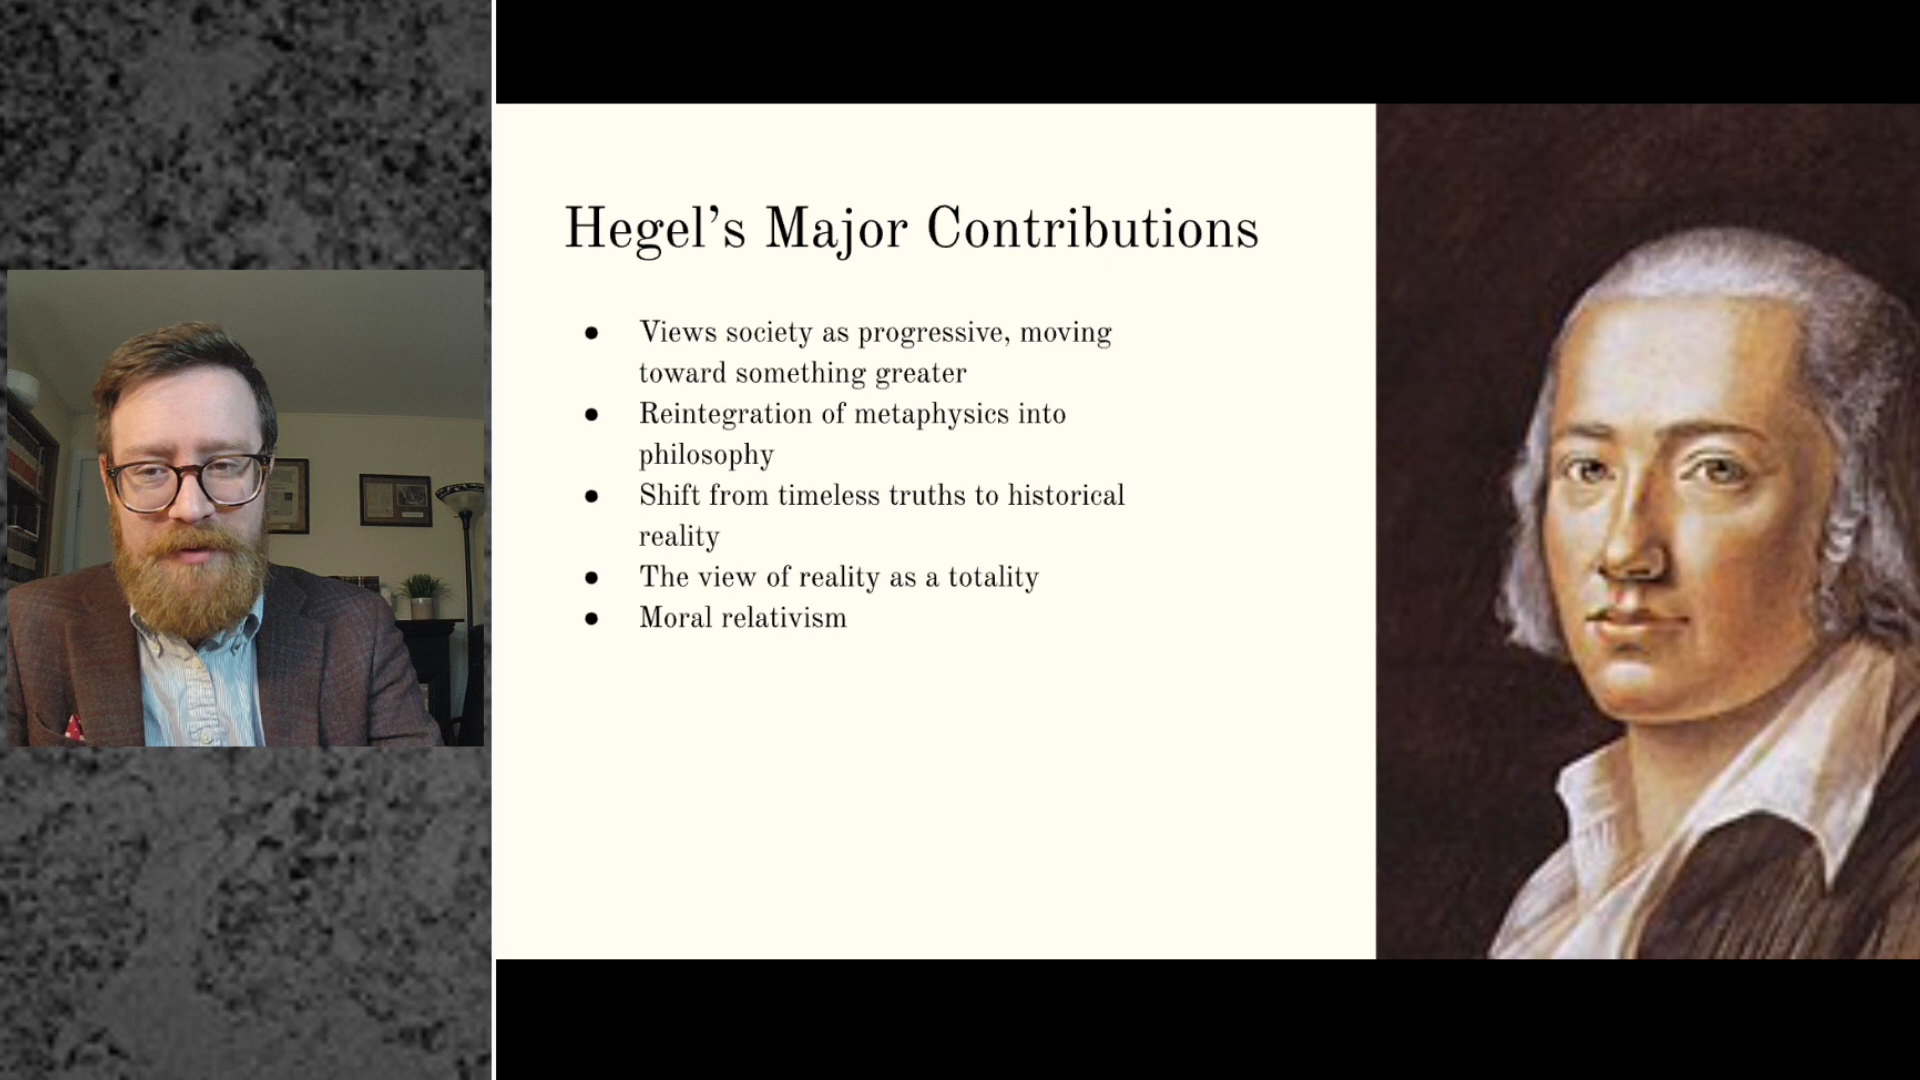 Hegel’s Major Contributions
● Views society as progressive, moving
toward something greater
● Reintegration of metaphysics into
philosophy
● Shift from timeless truths to historical
reality
● The view of reality as a totality
● Moral relativism